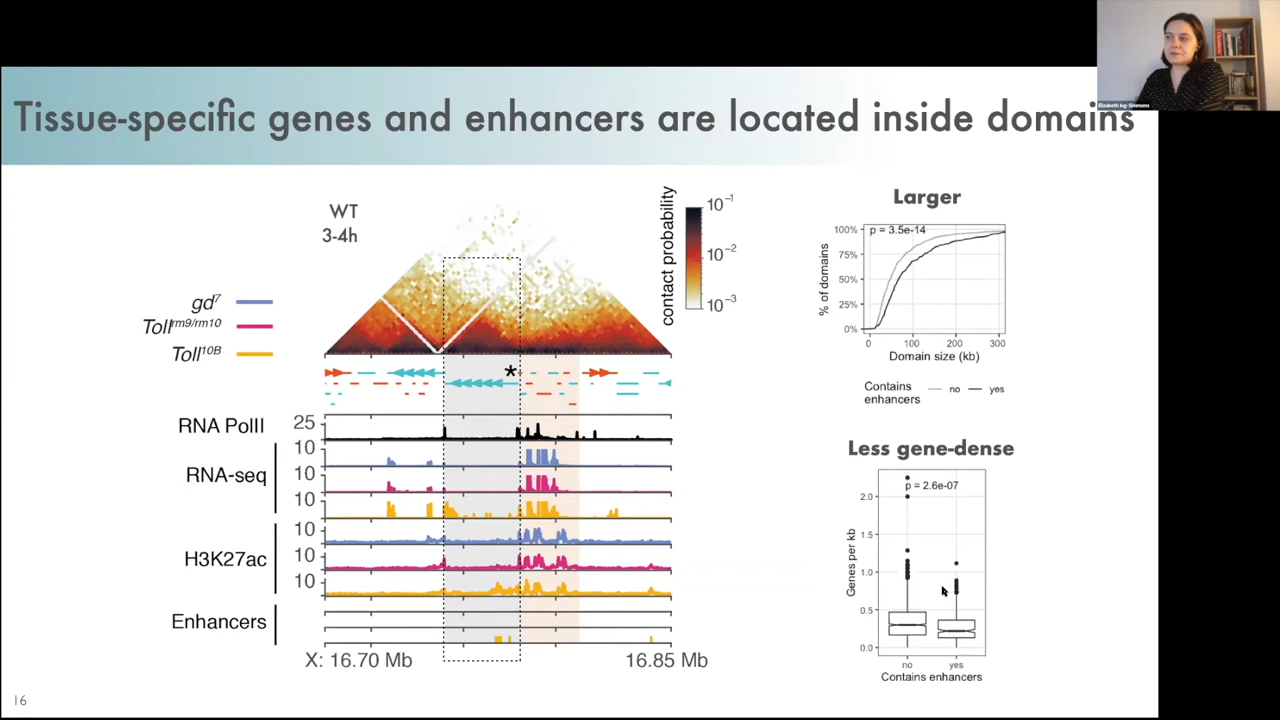 Elizabeth Ing-Simmons
Tissue-specific genes and enhancers are located inside domains
WT
3-4h
contact probability
10⁻¹
10⁻²
10⁻³
gd⁷
Toll^rm9/rm10
Toll^10B
*
RNA PolII
25
RNA-seq
10
10
10
H3K27ac
10
10
10
Enhancers
X: 16.70 Mb
16.85 Mb
Larger
p = 3.5e-14
% of domains
100%
75%
50%
25%
0%
0
100
200
300
Domain size (kb)
Contains
enhancers
no
yes
Less gene-dense
p = 2.6e-07
Genes per kb
2.0
1.5
1.0
0.5
0.0
no
yes
Contains enhancers
16